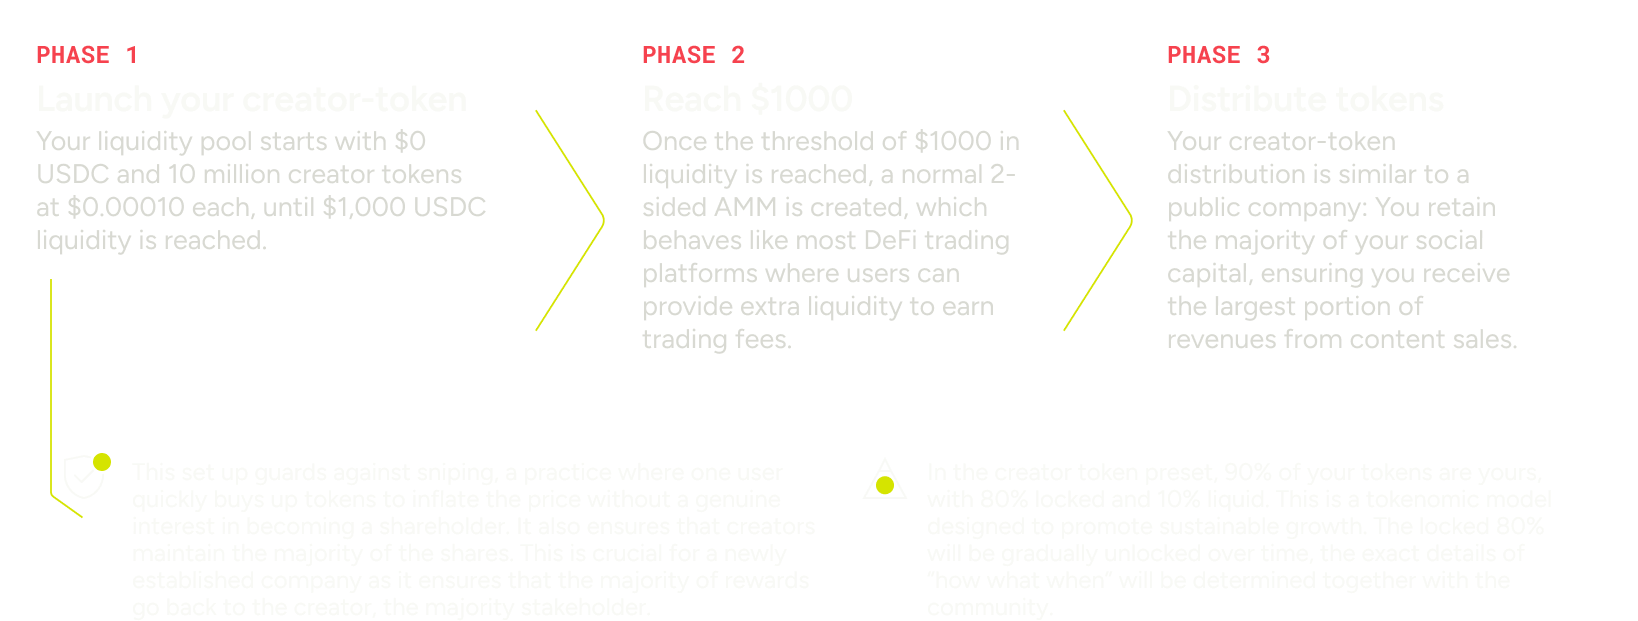 PHASE 1
Launch your creator-token
Your liquidity pool starts with $0
USDC and 10 million creator tokens
at $0.00010 each, until $1,000 USDC
liquidity is reached.
PHASE 2
Reach $1000
Once the threshold of $1000 in
liquidity is reached, a normal 2-
sided AMM is created, which
behaves like most DeFi trading
platforms where users can
provide extra liquidity to earn
trading fees.
PHASE 3
Distribute tokens
Your creator-token
distribution is similar to a
public company: You retain
the majority of your social
capital, ensuring you receive
the largest portion of
revenues from content sales.
This set up guards against sniping, a practice where one user
quickly buys up tokens to inflate the price without a genuine
interest in becoming a shareholder. It also ensures that creators
maintain the majority of the shares. This is crucial for a newly
established company as it ensures that the majority of rewards
go back to the creator, the majority stakeholder.
In the creator token preset, 90% of your tokens are yours,
with 80% locked and 10% liquid. This is a tokenomic model
designed to promote sustainable growth. The locked 80%
will be gradually unlocked over time, the exact details of
“how what when” will be determined together with the
community.